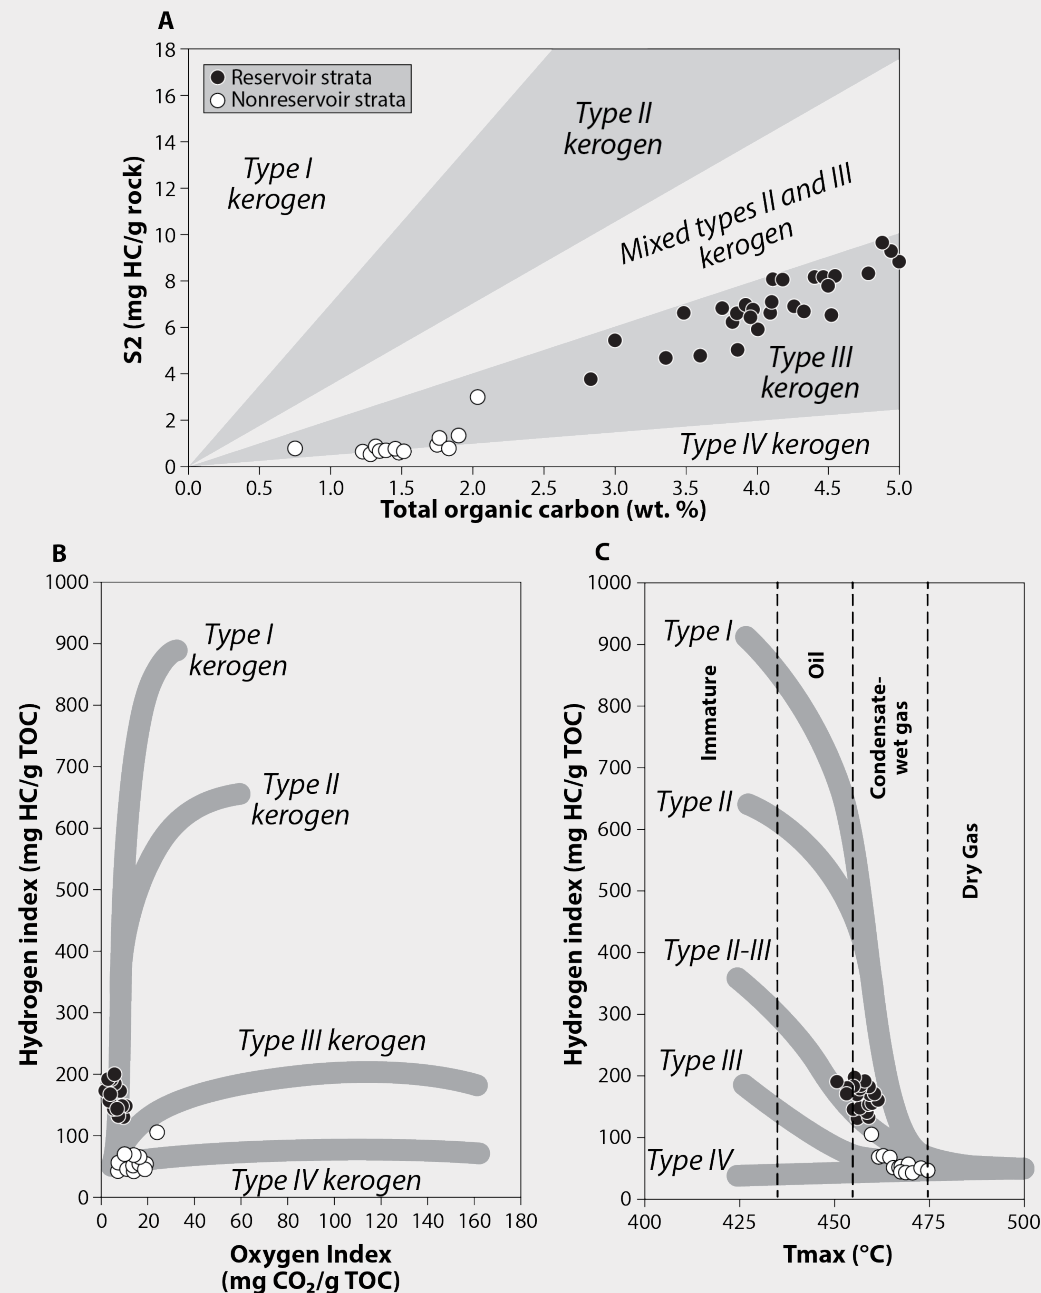 A
18
16
14
12
10
8
6
4
2
0
S2 (mg HC/g rock)
Reservoir strata
Nonreservoir strata
Type I
kerogen
Type II
kerogen
Mixed types II and III
kerogen
Type III
kerogen
Type IV kerogen
0.0 0.5 1.0 1.5 2.0 2.5 3.0 3.5 4.0 4.5 5.0
Total organic carbon (wt. %)
B
1000
900
800
700
600
500
400
300
200
100
0
Hydrogen index (mg HC/g TOC)
Type I
kerogen
Type II
kerogen
Type III kerogen
Type IV kerogen
0 20 40 60 80 100 120 140 160 180
Oxygen Index
(mg CO₂/g TOC)
C
1000
900
800
700
600
500
400
300
200
100
0
Hydrogen index (mg HC/g TOC)
Type I
Type II
Type II-III
Type III
Type IV
Immature
Oil
Condensate-
wet gas
Dry Gas
400 425 450 475 500
Tmax (°C)